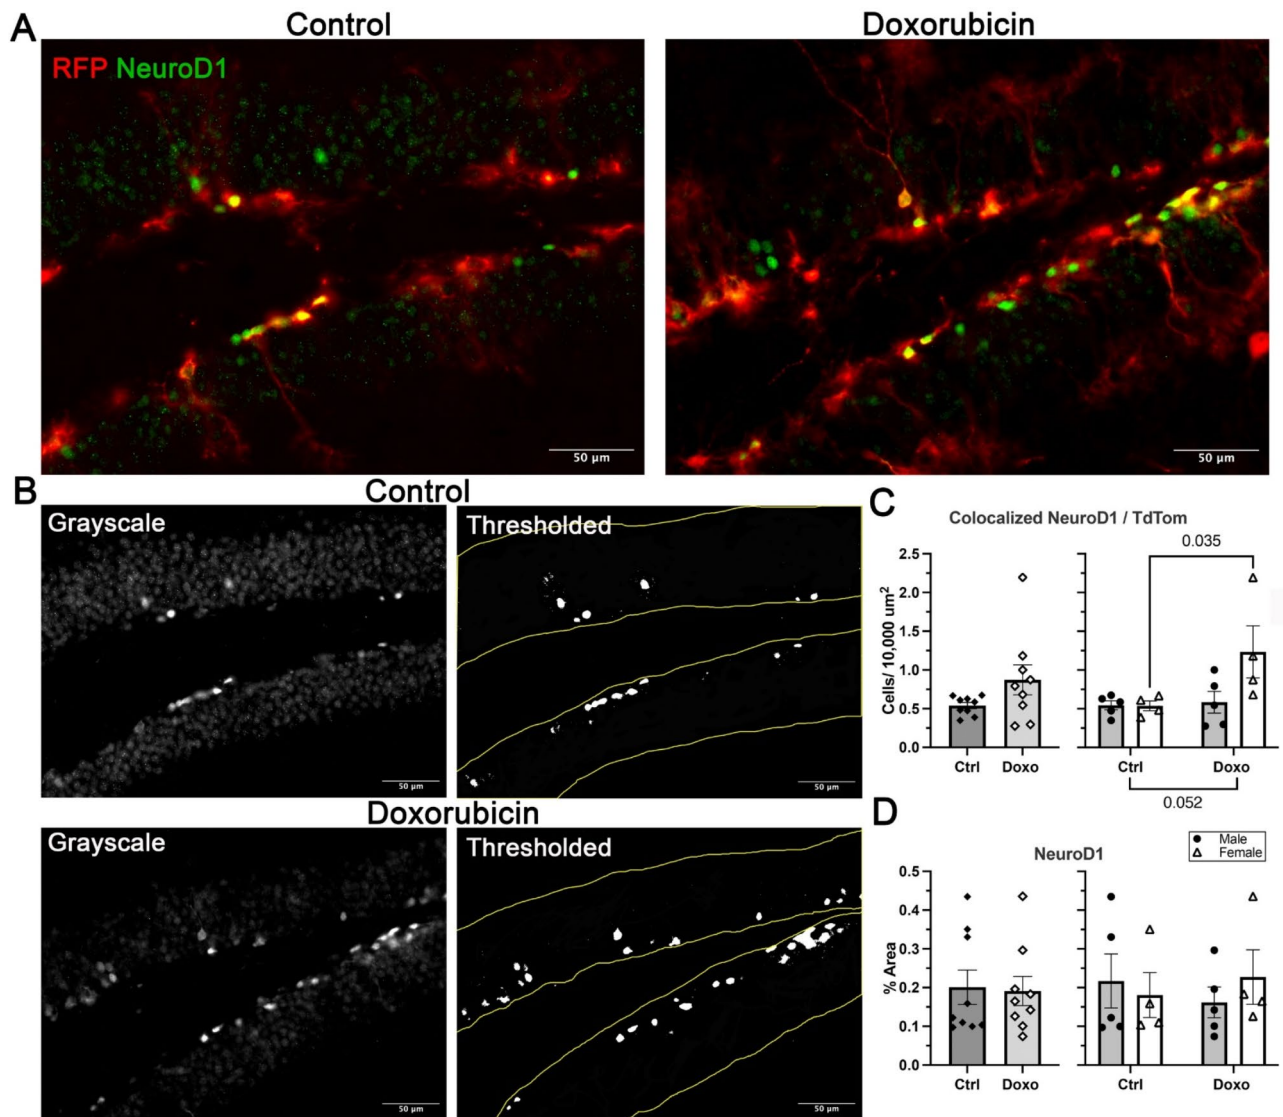 A
Control
Doxorubicin
RFP NeuroD1
50 µm
50 µm
B
Control
Grayscale
Thresholded
50 µm
50 µm
Doxorubicin
Grayscale
Thresholded
50 µm
50 µm
C
Colocalized NeuroD1 / TdTom
0.035
Cells/ 10,000 um²
2.5
2.0
1.5
1.0
0.5
0.0
Ctrl
Doxo
Ctrl
Doxo
0.052
D
Male
Female
NeuroD1
% Area
0.5
0.4
0.3
0.2
0.1
0.0
Ctrl
Doxo
Ctrl
Doxo